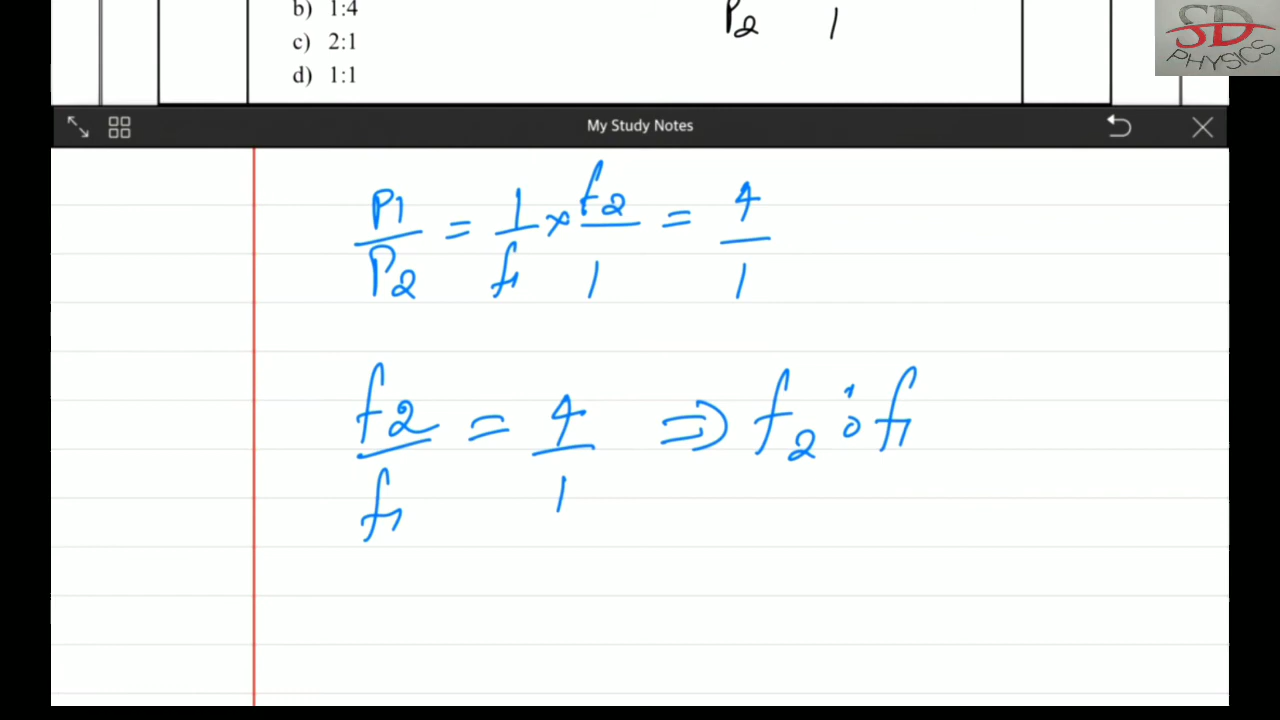 b) 1:4
P2 1
SD
PHYSICS
c) 2:1
d) 1:1
My Study Notes
P1/P2 = 1/f1 × f2/1 = 4/1
f2/f1 = 4/1 ⇒ f2 : f1